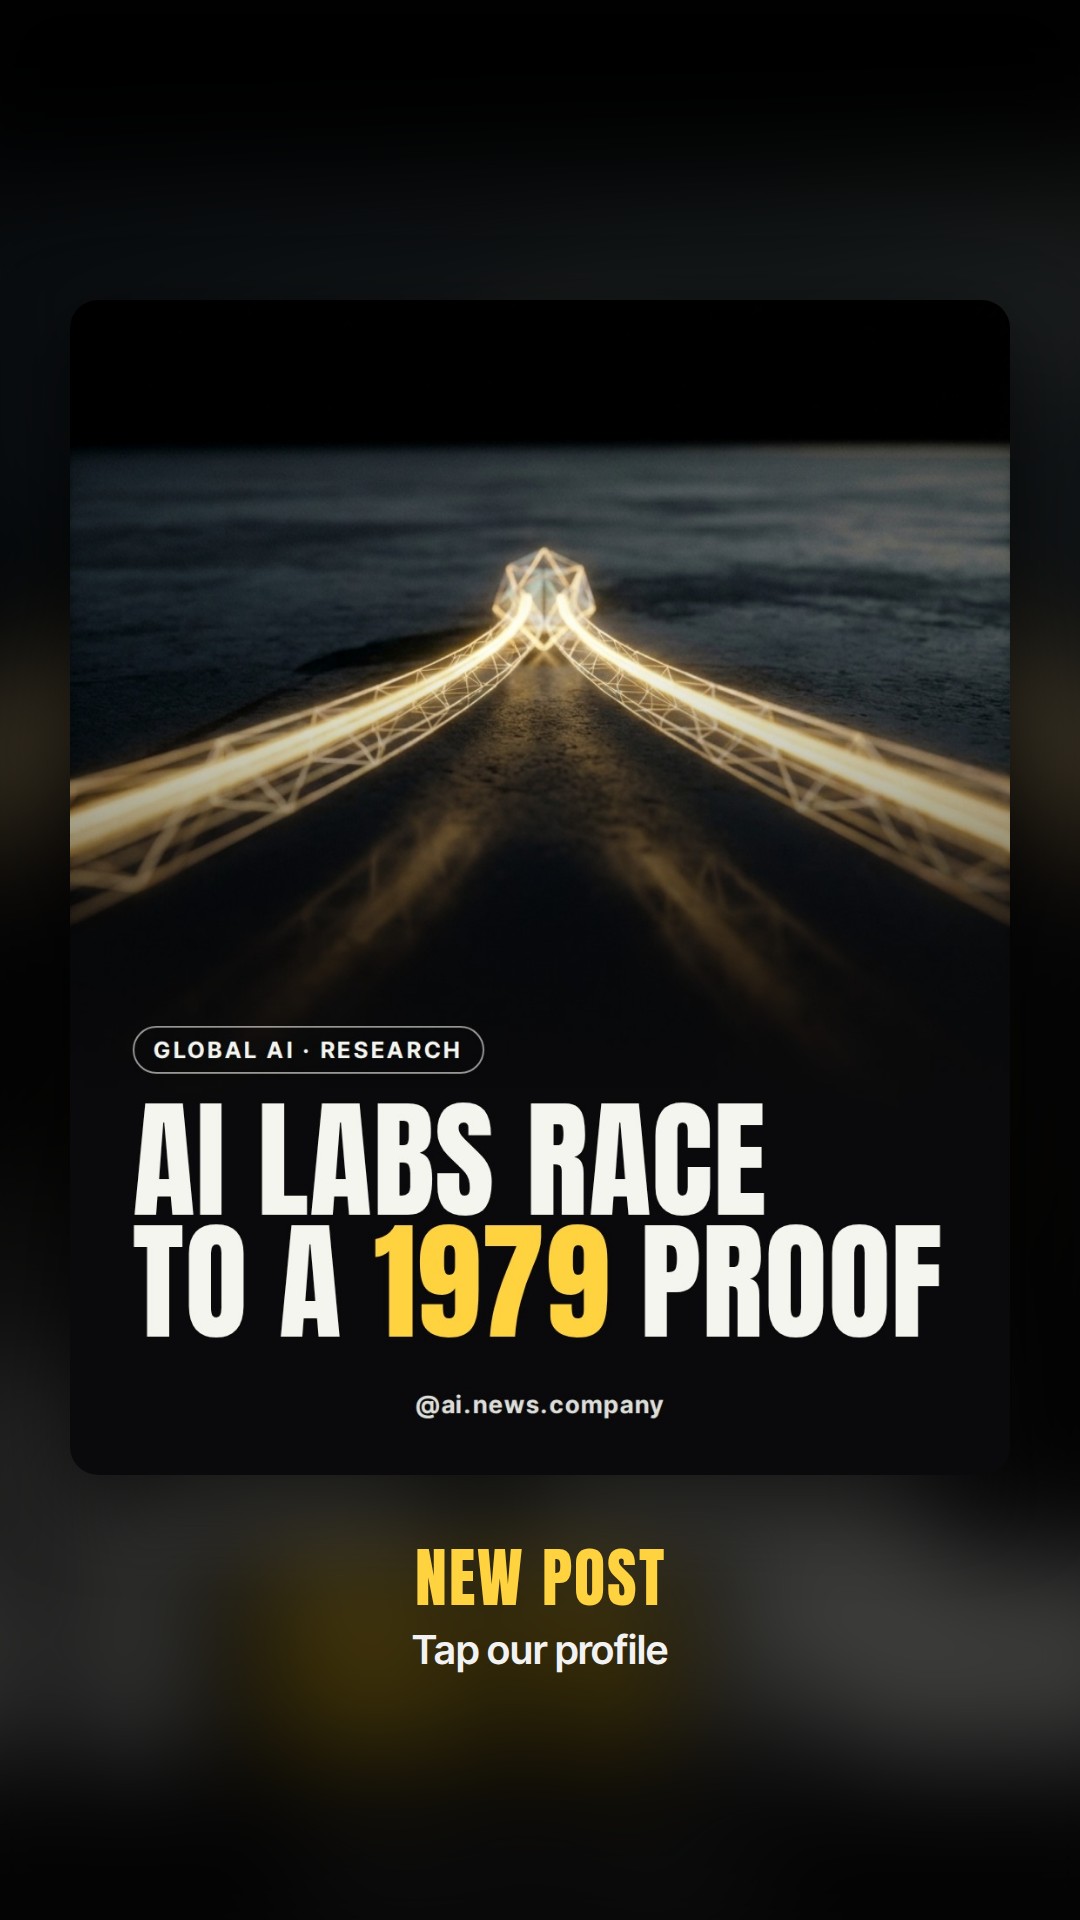 GLOBAL AI · RESEARCH
AI LABS RACE
TO A 1979 PROOF
@ai.news.company
NEW POST
Tap our profile